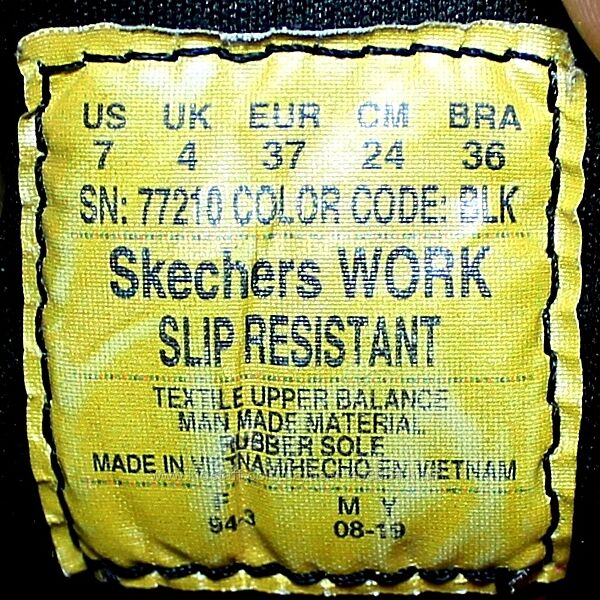 US UK EUR CM BRA
7 4 37 24 36
SN: 77210 COLOR CODE: BLK
Skechers WORK
SLIP RESISTANT
TEXTILE UPPER BALANCE
MAN MADE MATERIAL
RUBBER SOLE
MADE IN VIETNAM/HECHO EN VIETNAM
F M Y
94-3 08-19